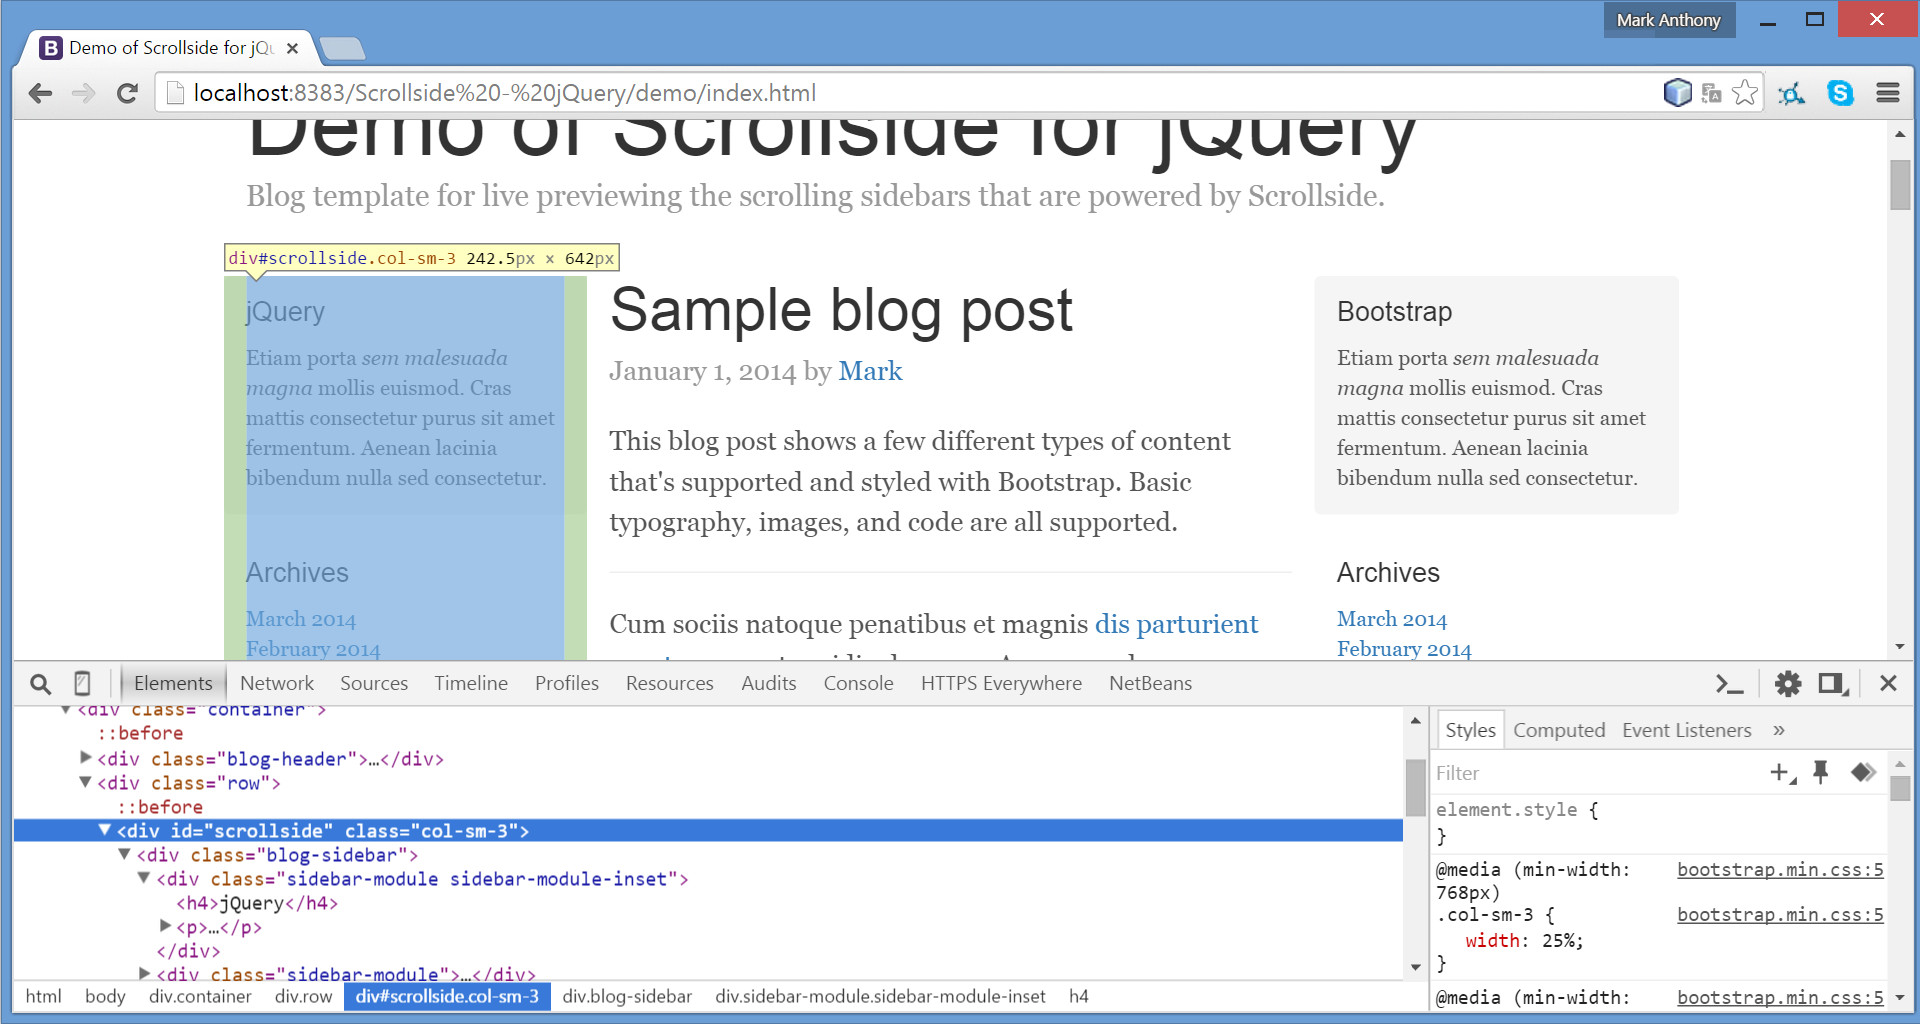 Mark Anthony
Demo of Scrollside for jQu
localhost:8383/Scrollside%20-%20jQuery/demo/index.html
Demo of Scrollside for jQuery
Blog template for live previewing the scrolling sidebars that are powered by Scrollside.
div#scrollside.col-sm-3 242.5px × 642px
jQuery
Etiam porta sem malesuada
magna mollis euismod. Cras
mattis consectetur purus sit amet
fermentum. Aenean lacinia
bibendum nulla sed consectetur.
Archives
March 2014
February 2014
Sample blog post
January 1, 2014 by Mark
This blog post shows a few different types of content
that's supported and styled with Bootstrap. Basic
typography, images, and code are all supported.
Cum sociis natoque penatibus et magnis dis parturient
Bootstrap
Etiam porta sem malesuada
magna mollis euismod. Cras
mattis consectetur purus sit amet
fermentum. Aenean lacinia
bibendum nulla sed consectetur.
Archives
March 2014
February 2014
Elements Network Sources Timeline Profiles Resources Audits Console HTTPS Everywhere NetBeans
<div class="container">
::before
<div class="blog-header">…</div>
<div class="row">
::before
<div id="scrollside" class="col-sm-3">
<div class="blog-sidebar">
<div class="sidebar-module sidebar-module-inset">
<h4>jQuery</h4>
<p>…</p>
</div>
<div class="sidebar-module">…</div>
html body div.container div.row div#scrollside.col-sm-3 div.blog-sidebar div.sidebar-module.sidebar-module-inset h4
Styles Computed Event Listeners »
Filter
element.style {
}
@media (min-width: bootstrap.min.css:5
768px)
.col-sm-3 { bootstrap.min.css:5
width: 25%;
}
@media (min-width: bootstrap.min.css:5